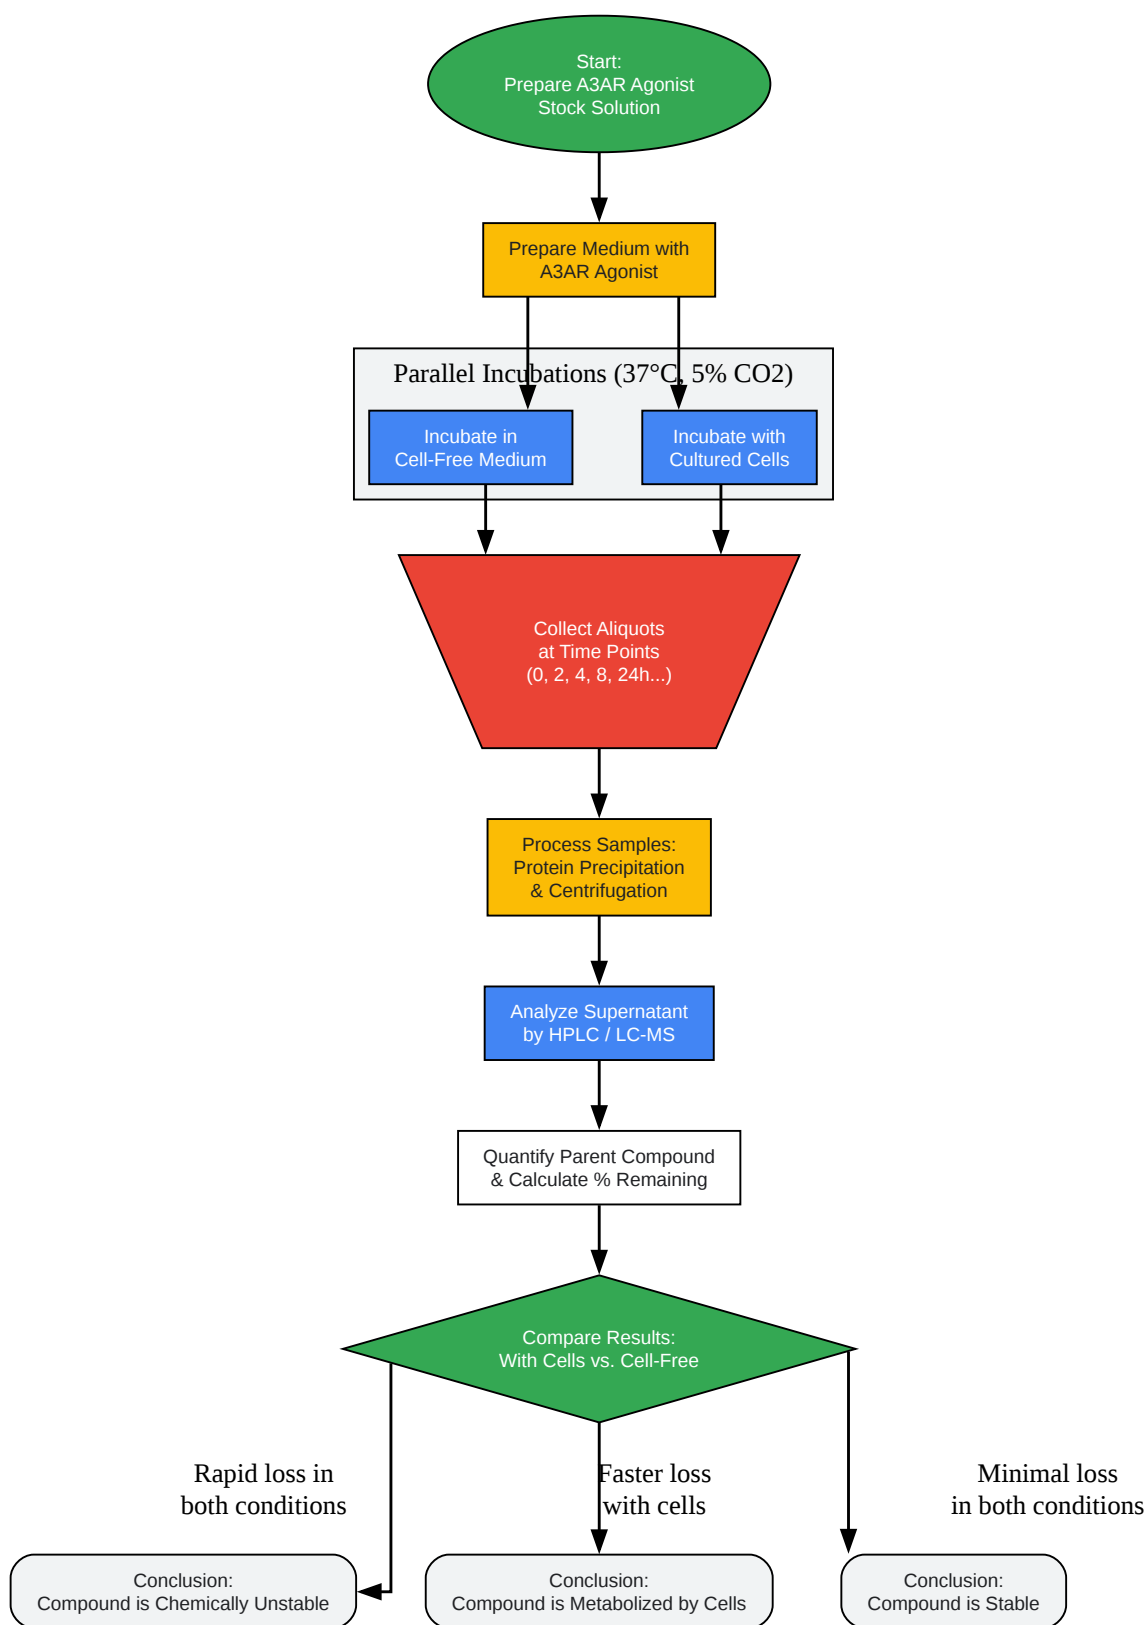 Start:
Prepare A3AR Agonist
Stock Solution
Prepare Medium with
A3AR Agonist
Parallel Incubations (37°C, 5% CO2)
Incubate in
Cell-Free Medium
Incubate with
Cultured Cells
Collect Aliquots
at Time Points
(0, 2, 4, 8, 24h...)
Process Samples:
Protein Precipitation
& Centrifugation
Analyze Supernatant
by HPLC / LC-MS
Quantify Parent Compound
& Calculate % Remaining
Compare Results:
With Cells vs. Cell-Free
Rapid loss in
both conditions
Faster loss
with cells
Minimal loss
in both conditions
Conclusion:
Compound is Chemically Unstable
Conclusion:
Compound is Metabolized by Cells
Conclusion:
Compound is Stable